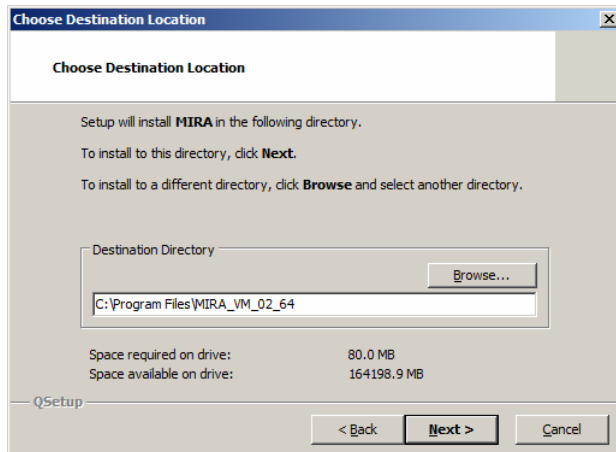 Choose Destination Location
Choose Destination Location
Setup will install MIRA in the following directory.
To install to this directory, click Next.
To install to a different directory, click Browse and select another directory.
Destination Directory
Browse...
C:\Program Files\MIRA_VM_02_64
Space required on drive: 80.0 MB
Space available on drive: 164198.9 MB
QSetup
< Back Next > Cancel